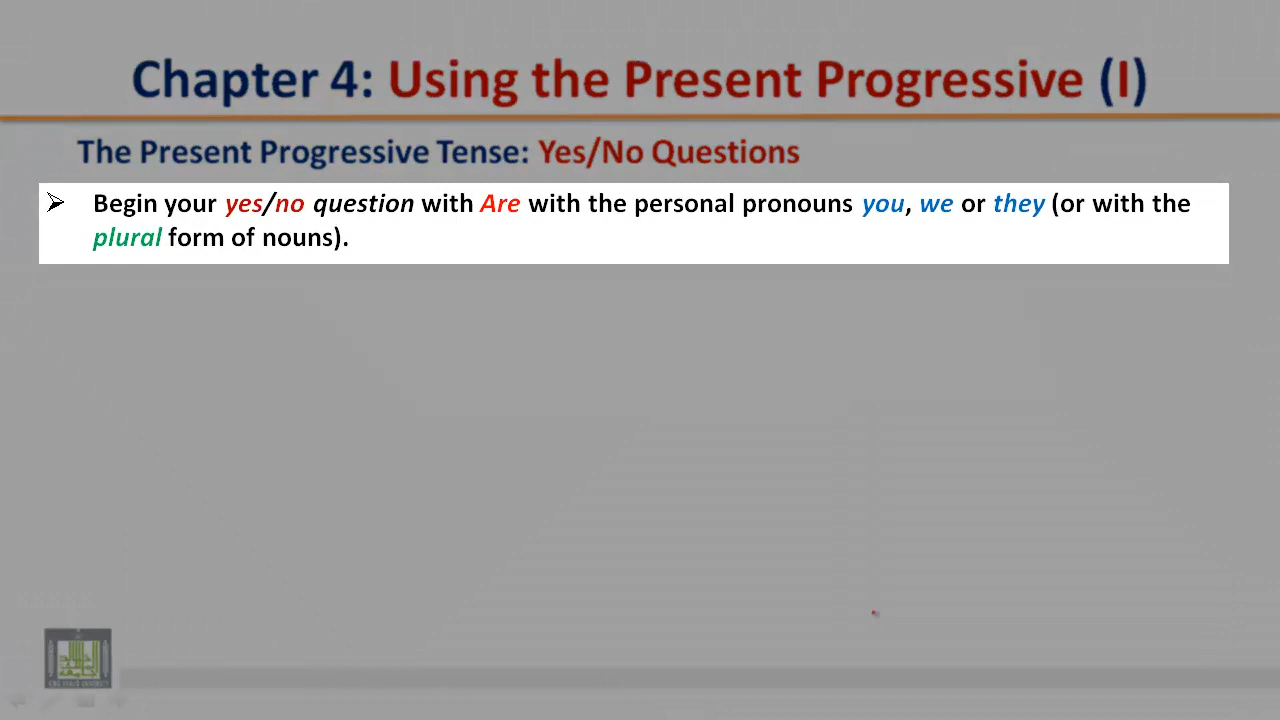 Chapter 4: Using the Present Progressive (I)
The Present Progressive Tense: Yes/No Questions
➢ Begin your yes/no question with Are with the personal pronouns you, we or they (or with the
plural form of nouns).